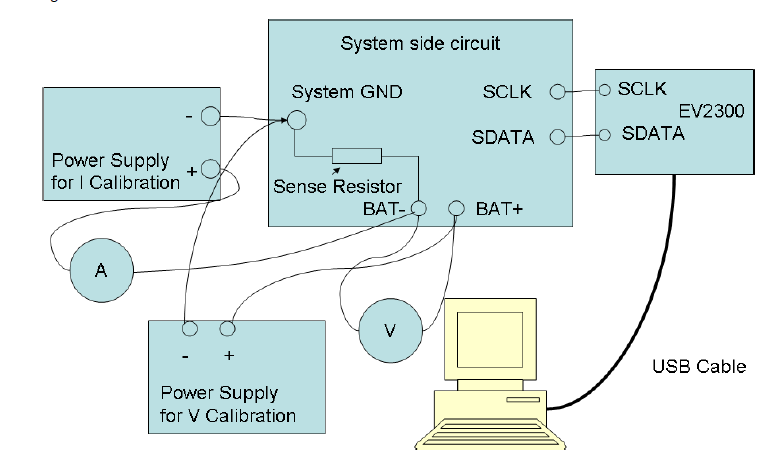 System side circuit
System GND
SCLK
SCLK
EV2300
-
SDATA
SDATA
Power Supply
for I Calibration
+
Sense Resistor
BAT-
BAT+
A
V
-
+
Power Supply
for V Calibration
USB Cable